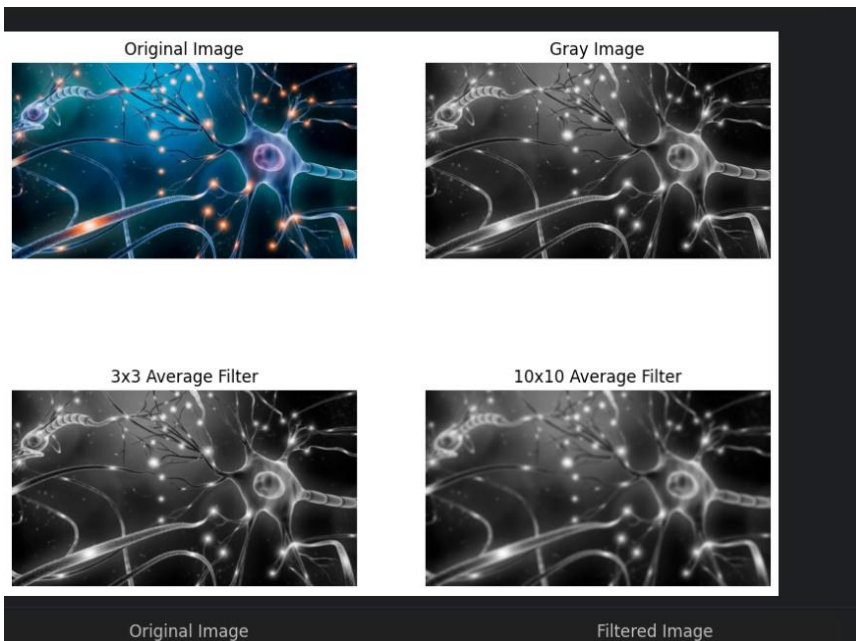 Original Image
Gray Image
3x3 Average Filter
10x10 Average Filter
Original Image
Filtered Image